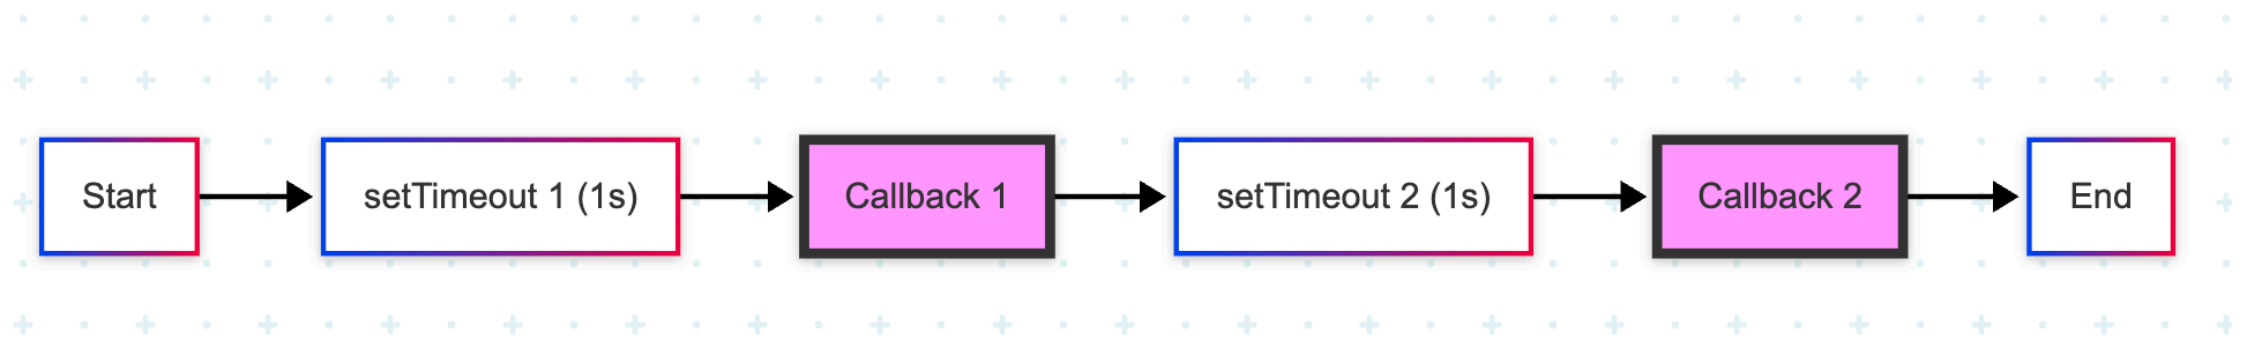 Start
setTimeout 1 (1s)
Callback 1
setTimeout 2 (1s)
Callback 2
End